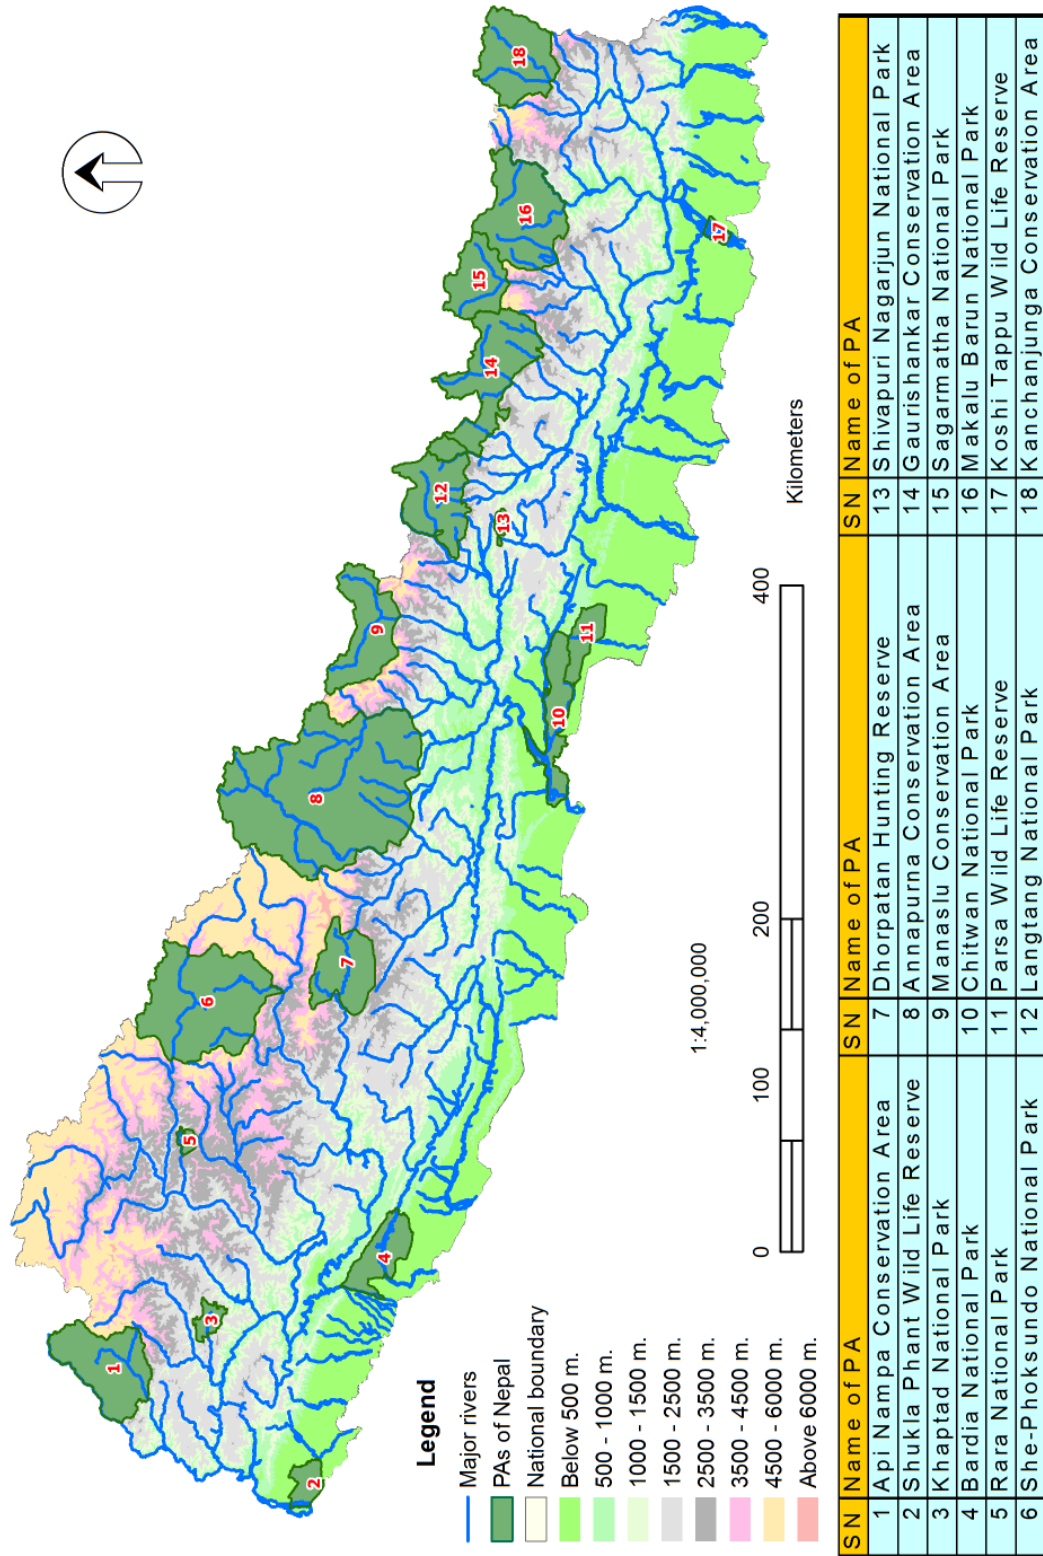 1
2
3
4
5
6
7
8
9
10
11
12
13
14
15
16
17
18
Legend
Major rivers
PAs of Nepal
National boundary
Below 500 m.
500 - 1000 m.
1000 - 1500 m.
1500 - 2500 m.
2500 - 3500 m.
3500 - 4500 m.
4500 - 6000 m.
Above 6000 m.
1:4,000,000
0 100 200 400
Kilometers
SN Name of PA SN Name of PA SN Name of PA
1 Api Nampa Conservation Area 7 Dhorpatan Hunting Reserve 13 Shivapuri Nagarjun National Park
2 Shukla Phant Wild Life Reserve 8 Annapurna Conservation Area 14 Gaurishankar Conservation Area
3 Khaptad National Park 9 Manaslu Conservation Area 15 Sagarmatha National Park
4 Bardia National Park 10 Chitwan National Park 16 Makalu Barun National Park
5 Rara National Park 11 Parsa Wild Life Reserve 17 Koshi Tappu Wild Life Reserve
6 She-Phoksundo National Park 12 Langtang National Park 18 Kanchanjunga Conservation Area